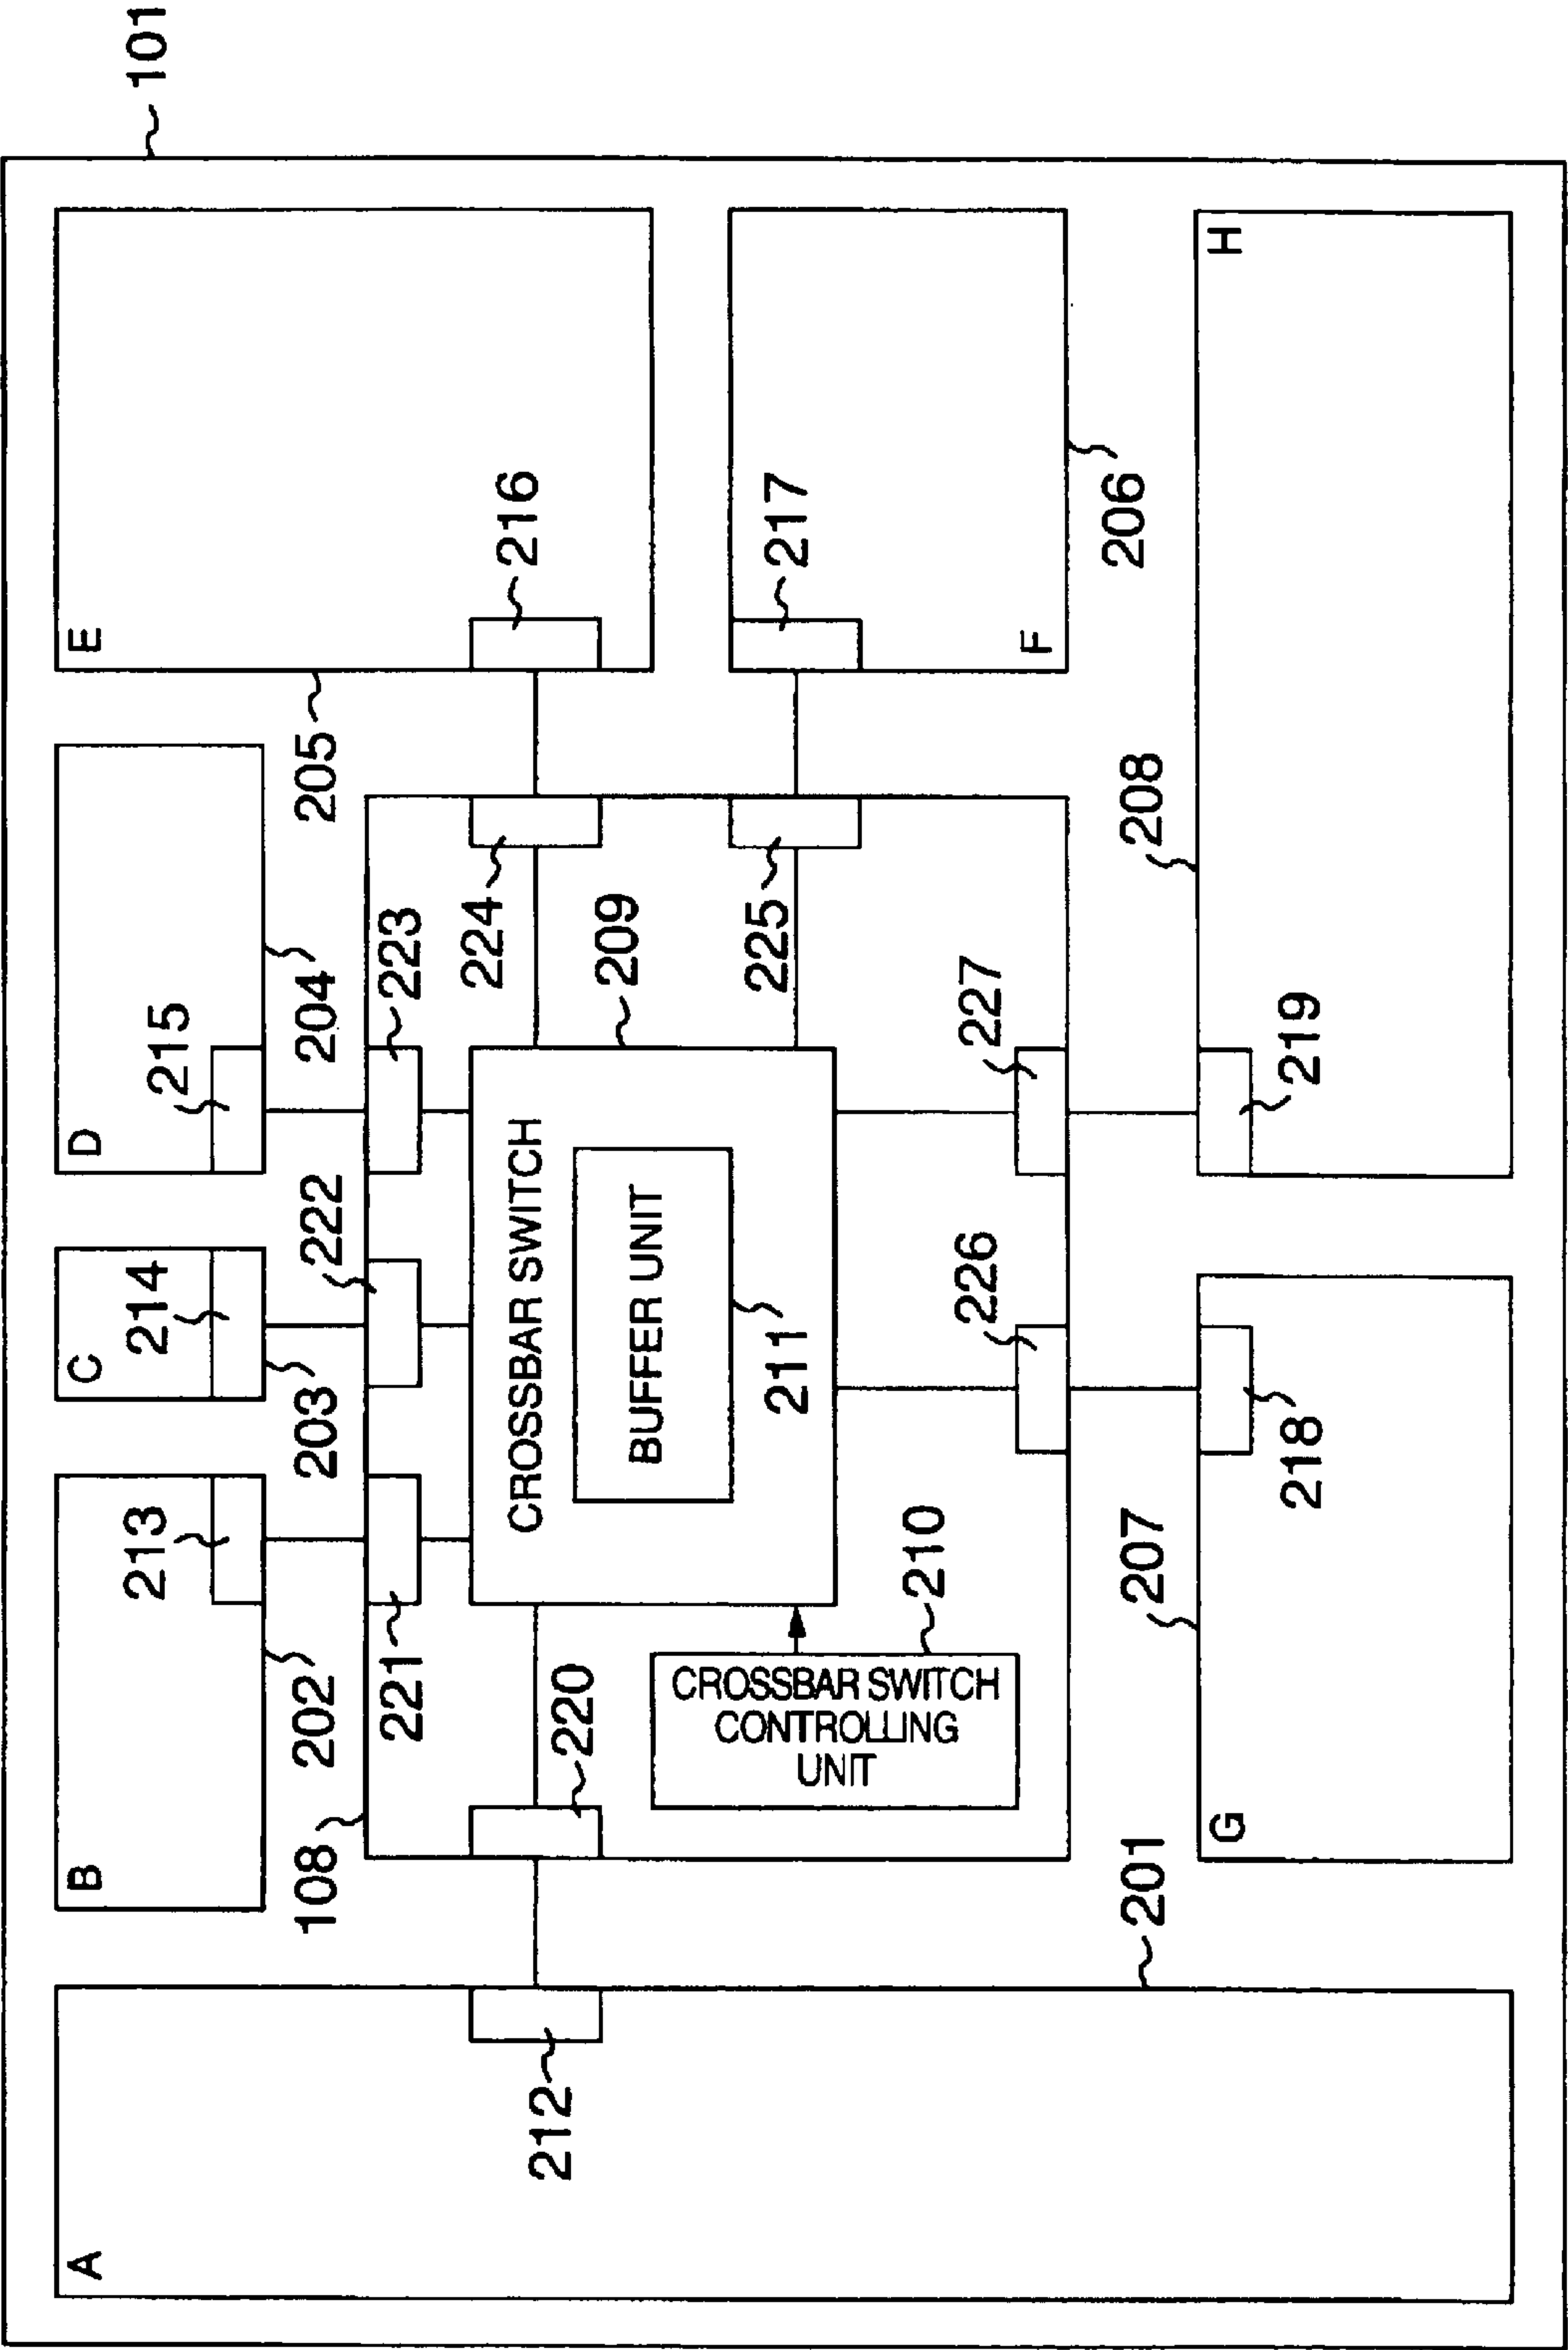 101
A
B
C
D
E
213
214
215
202
203
204
205
108
221
222
223
216
212
220
CROSSBAR SWITCH
224
BUFFER UNIT
209
CROSSBAR SWITCH
CONTROLLING
UNIT
210
211
225
217
226
227
F
201
207
208
206
G
H
218
219